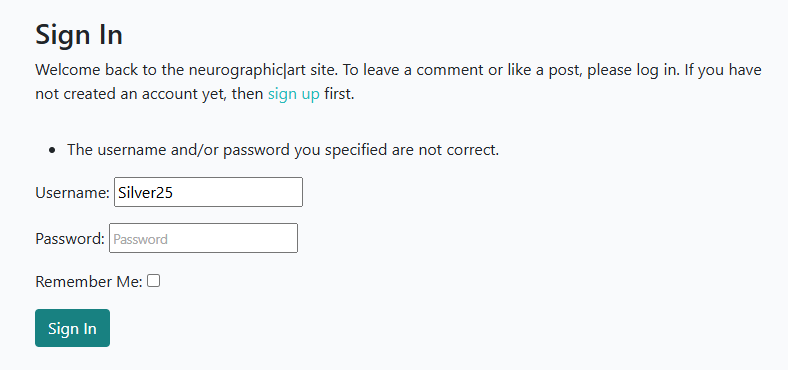 Sign In
Welcome back to the neurographic|art site. To leave a comment or like a post, please log in. If you have
not created an account yet, then sign up first.
• The username and/or password you specified are not correct.
Username: Silver25
Password: Password
Remember Me:
Sign In